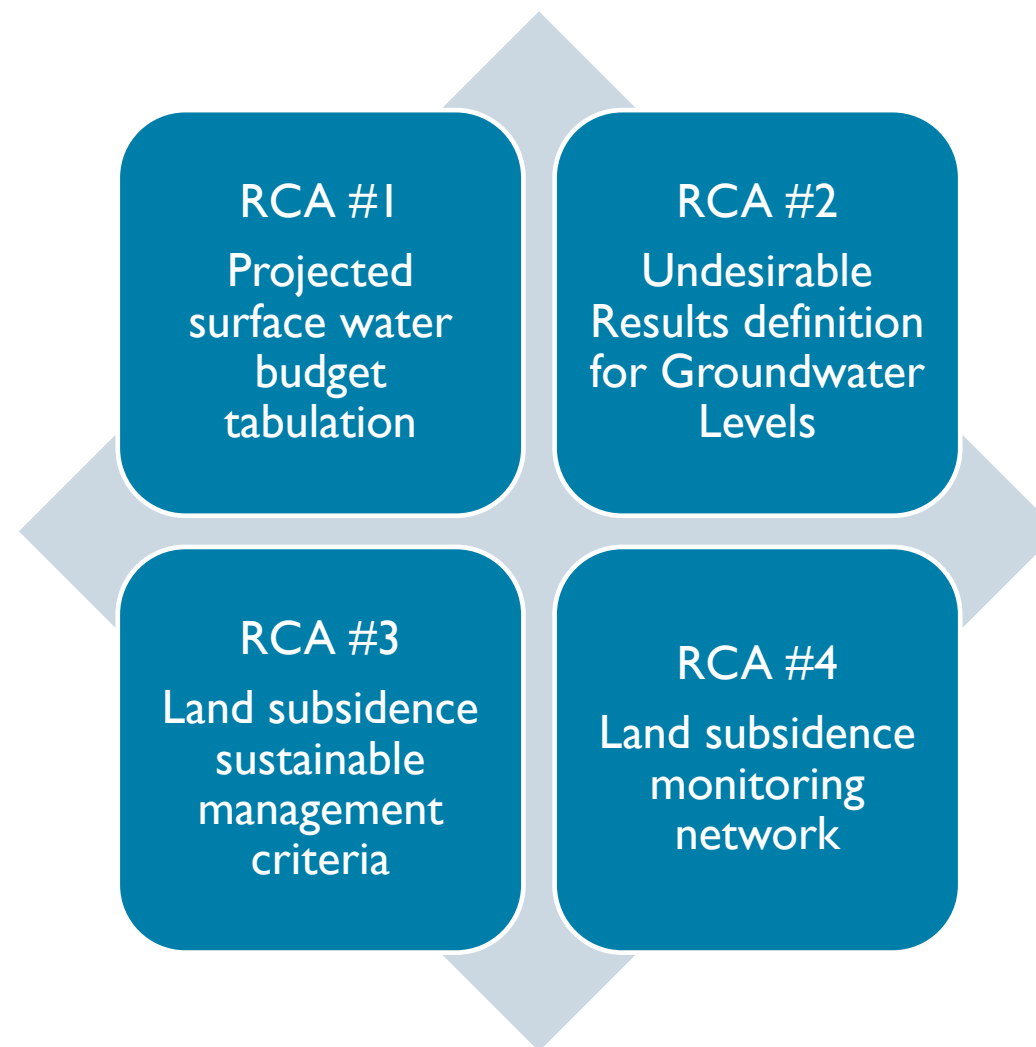 RCA #1
Projected
surface water
budget
tabulation
RCA #2
Undesirable
Results definition
for Groundwater
Levels
RCA #3
Land subsidence
sustainable
management
criteria
RCA #4
Land subsidence
monitoring
network